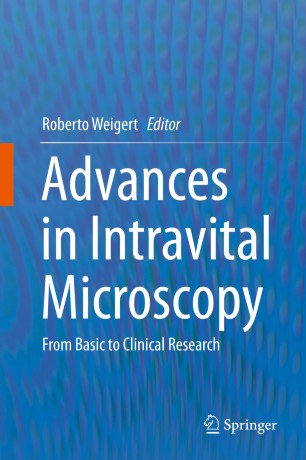 Roberto Weigert Editor
Advances
in Intravital
Microscopy
From Basic to Clinical Research
Springer